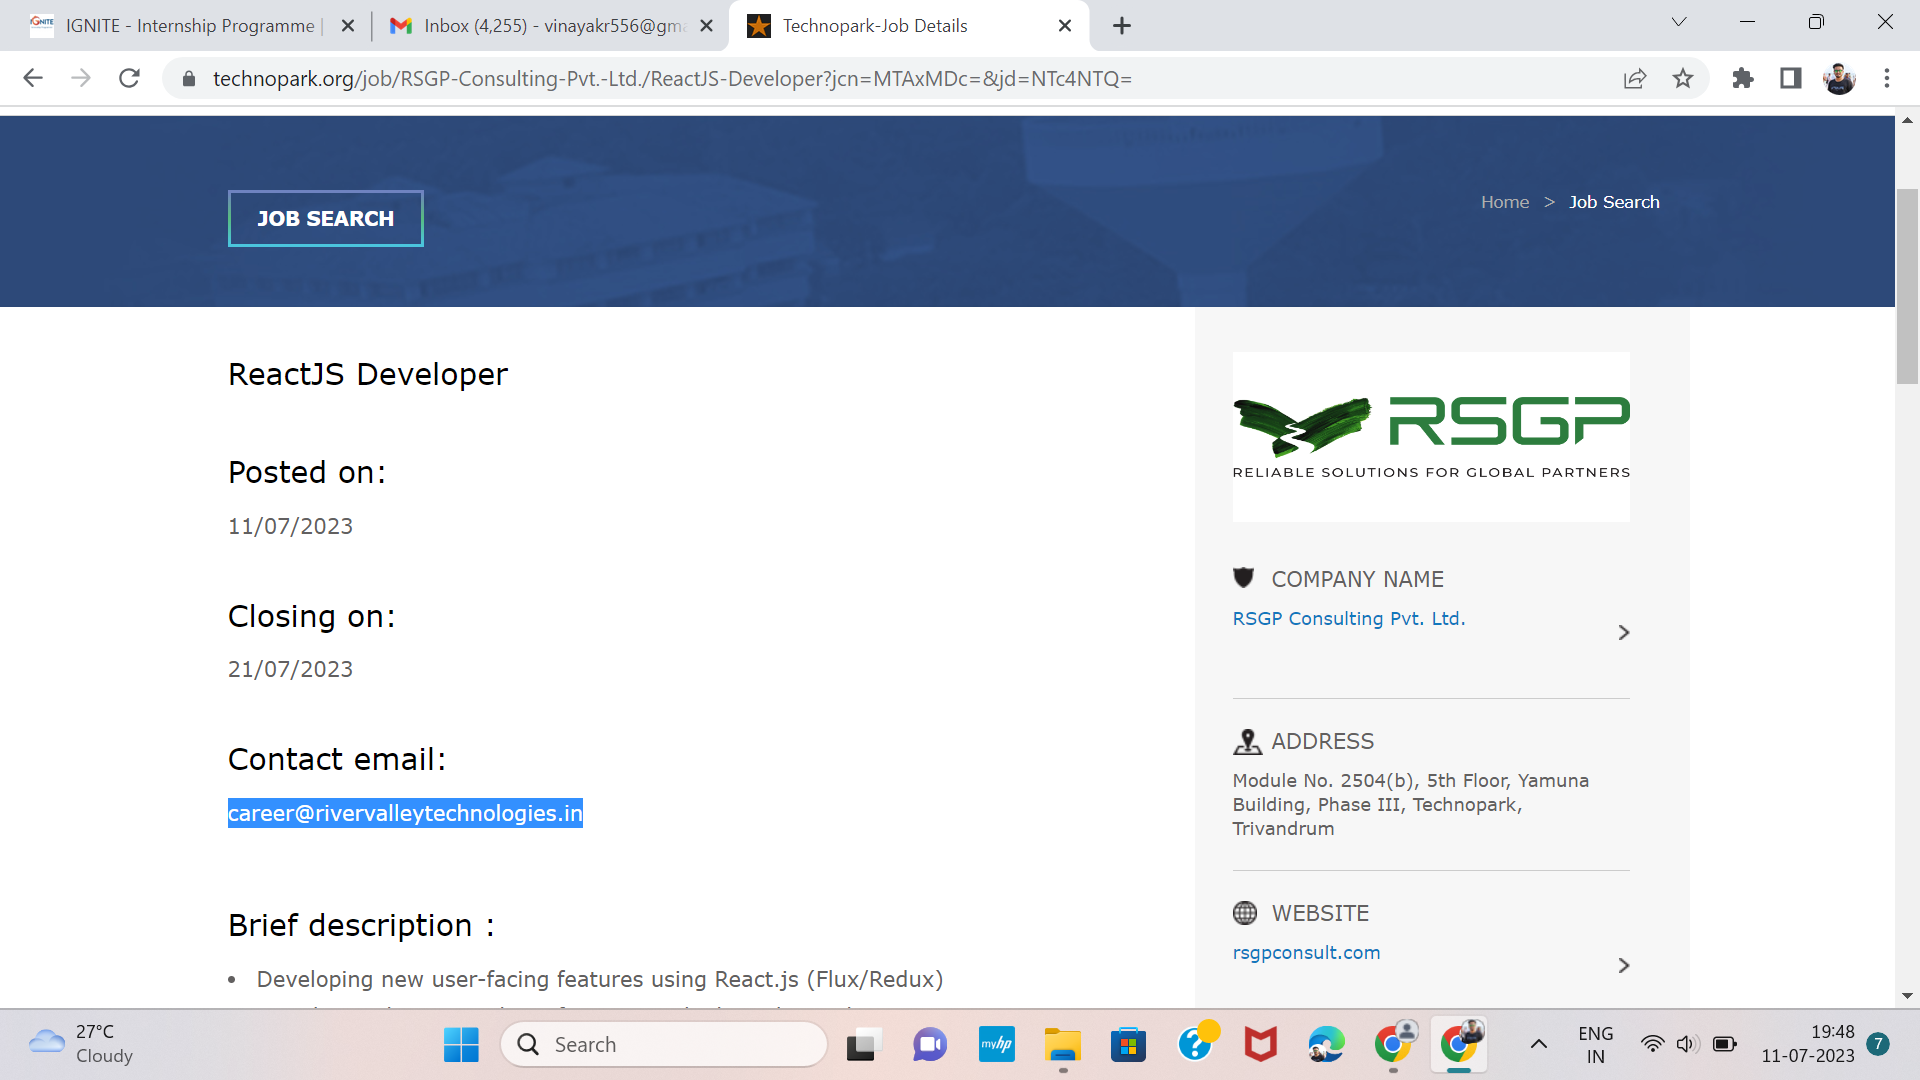 IGNITE - Internship Programme |
Inbox (4,255) - vinayakr556@gma
Technopark-Job Details
technopark.org/job/RSGP-Consulting-Pvt.-Ltd./ReactJS-Developer?jcn=MTAxMDc=&jd=NTc4NTQ=
JOB SEARCH
Home > Job Search
ReactJS Developer
Posted on:
11/07/2023
Closing on:
21/07/2023
Contact email:
career@rivervalleytechnologies.in
Brief description :
• Developing new user-facing features using React.js (Flux/Redux)
RSGP
RELIABLE SOLUTIONS FOR GLOBAL PARTNERS
COMPANY NAME
RSGP Consulting Pvt. Ltd.
ADDRESS
Module No. 2504(b), 5th Floor, Yamuna
Building, Phase III, Technopark,
Trivandrum
WEBSITE
rsgpconsult.com
27°C
Cloudy
Search
myhp
ENG
IN
19:48
11-07-2023
7